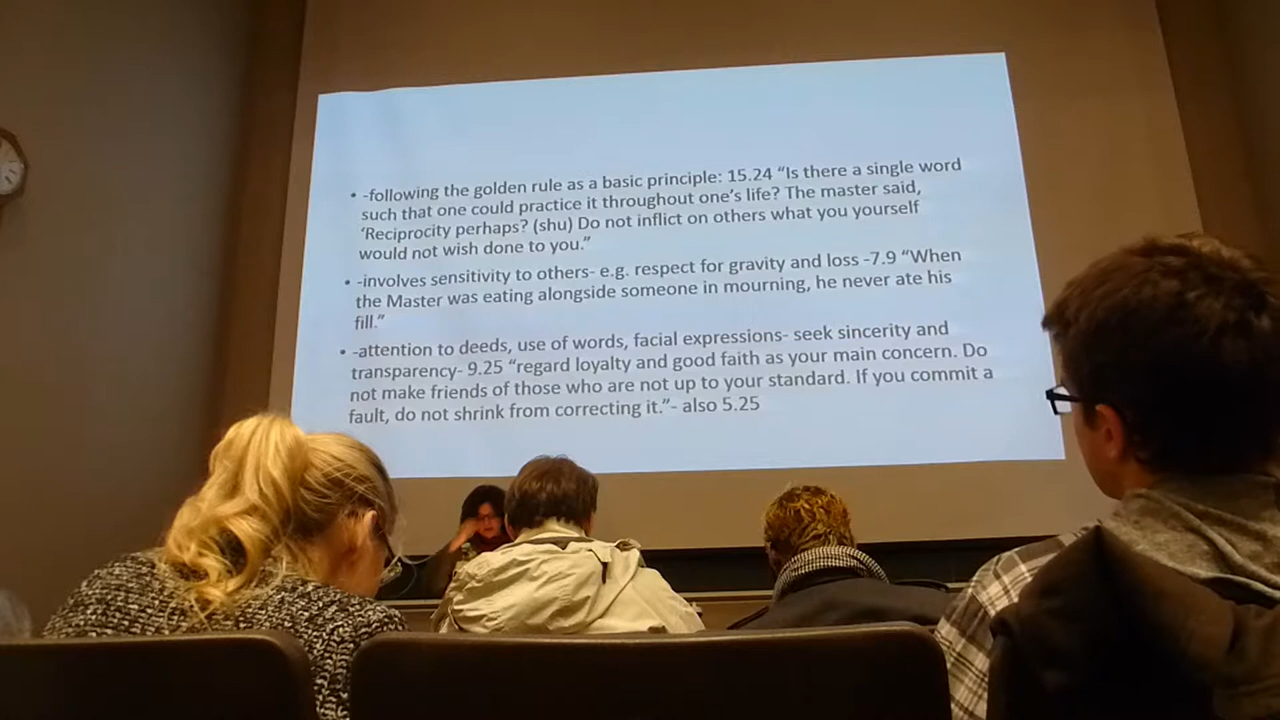 • -following the golden rule as a basic principle: 15.24 “Is there a single word
such that one could practice it throughout one’s life? The master said,
‘Reciprocity perhaps? (shu) Do not inflict on others what you yourself
would not wish done to you.”
• -involves sensitivity to others- e.g. respect for gravity and loss -7.9 “When
the Master was eating alongside someone in mourning, he never ate his
fill.”
• -attention to deeds, use of words, facial expressions- seek sincerity and
transparency- 9.25 “regard loyalty and good faith as your main concern. Do
not make friends of those who are not up to your standard. If you commit a
fault, do not shrink from correcting it.”- also 5.25